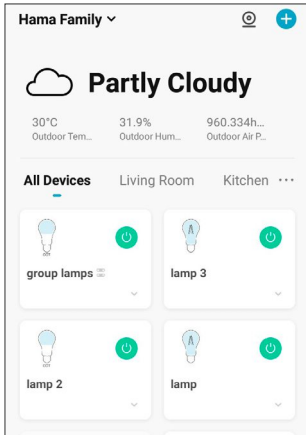 Hama Family
Partly Cloudy
30°C 31.9% 960.334h...
Outdoor Tem... Outdoor Hum... Outdoor Air P...
All Devices Living Room Kitchen ...
group lamps lamp 3
lamp 2 lamp